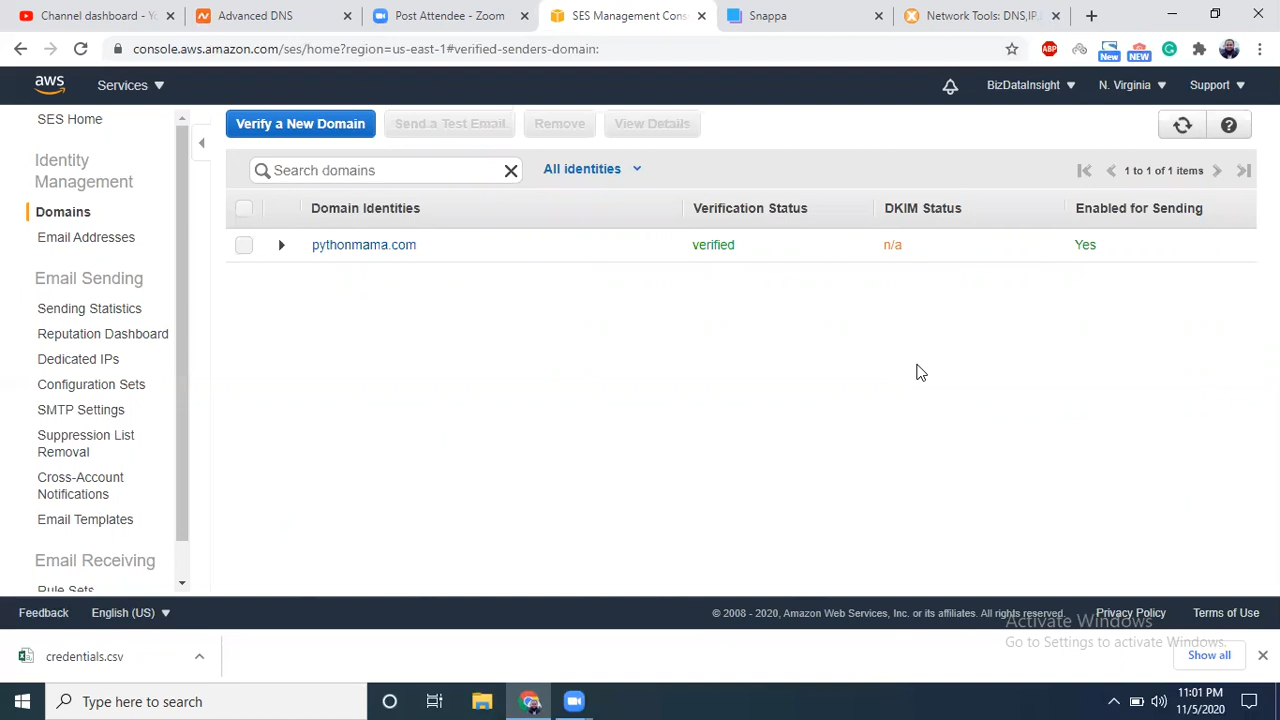 Channel dashboard - Yo
Advanced DNS
Post Attendee - Zoom
SES Management Cons
Snappa
Network Tools: DNS,IP,E
console.aws.amazon.com/ses/home?region=us-east-1#verified-senders-domain:
ABP
New
NEW
aws
Services
BizDataInsight
N. Virginia
Support
SES Home
Identity
Management
Domains
Email Addresses
Email Sending
Sending Statistics
Reputation Dashboard
Dedicated IPs
Configuration Sets
SMTP Settings
Suppression List
Removal
Cross-Account
Notifications
Email Templates
Email Receiving
Rule Sets
Verify a New Domain
Send a Test Email
Remove
View Details
Search domains
All identities
1 to 1 of 1 items
Domain Identities
Verification Status
DKIM Status
Enabled for Sending
pythonmama.com
verified
n/a
Yes
Feedback
English (US)
© 2008 - 2020, Amazon Web Services, Inc. or its affiliates. All rights reserved.
Privacy Policy
Terms of Use
Activate Windows
Go to Settings to activate Windows.
credentials.csv
Show all
Type here to search
11:01 PM
11/5/2020